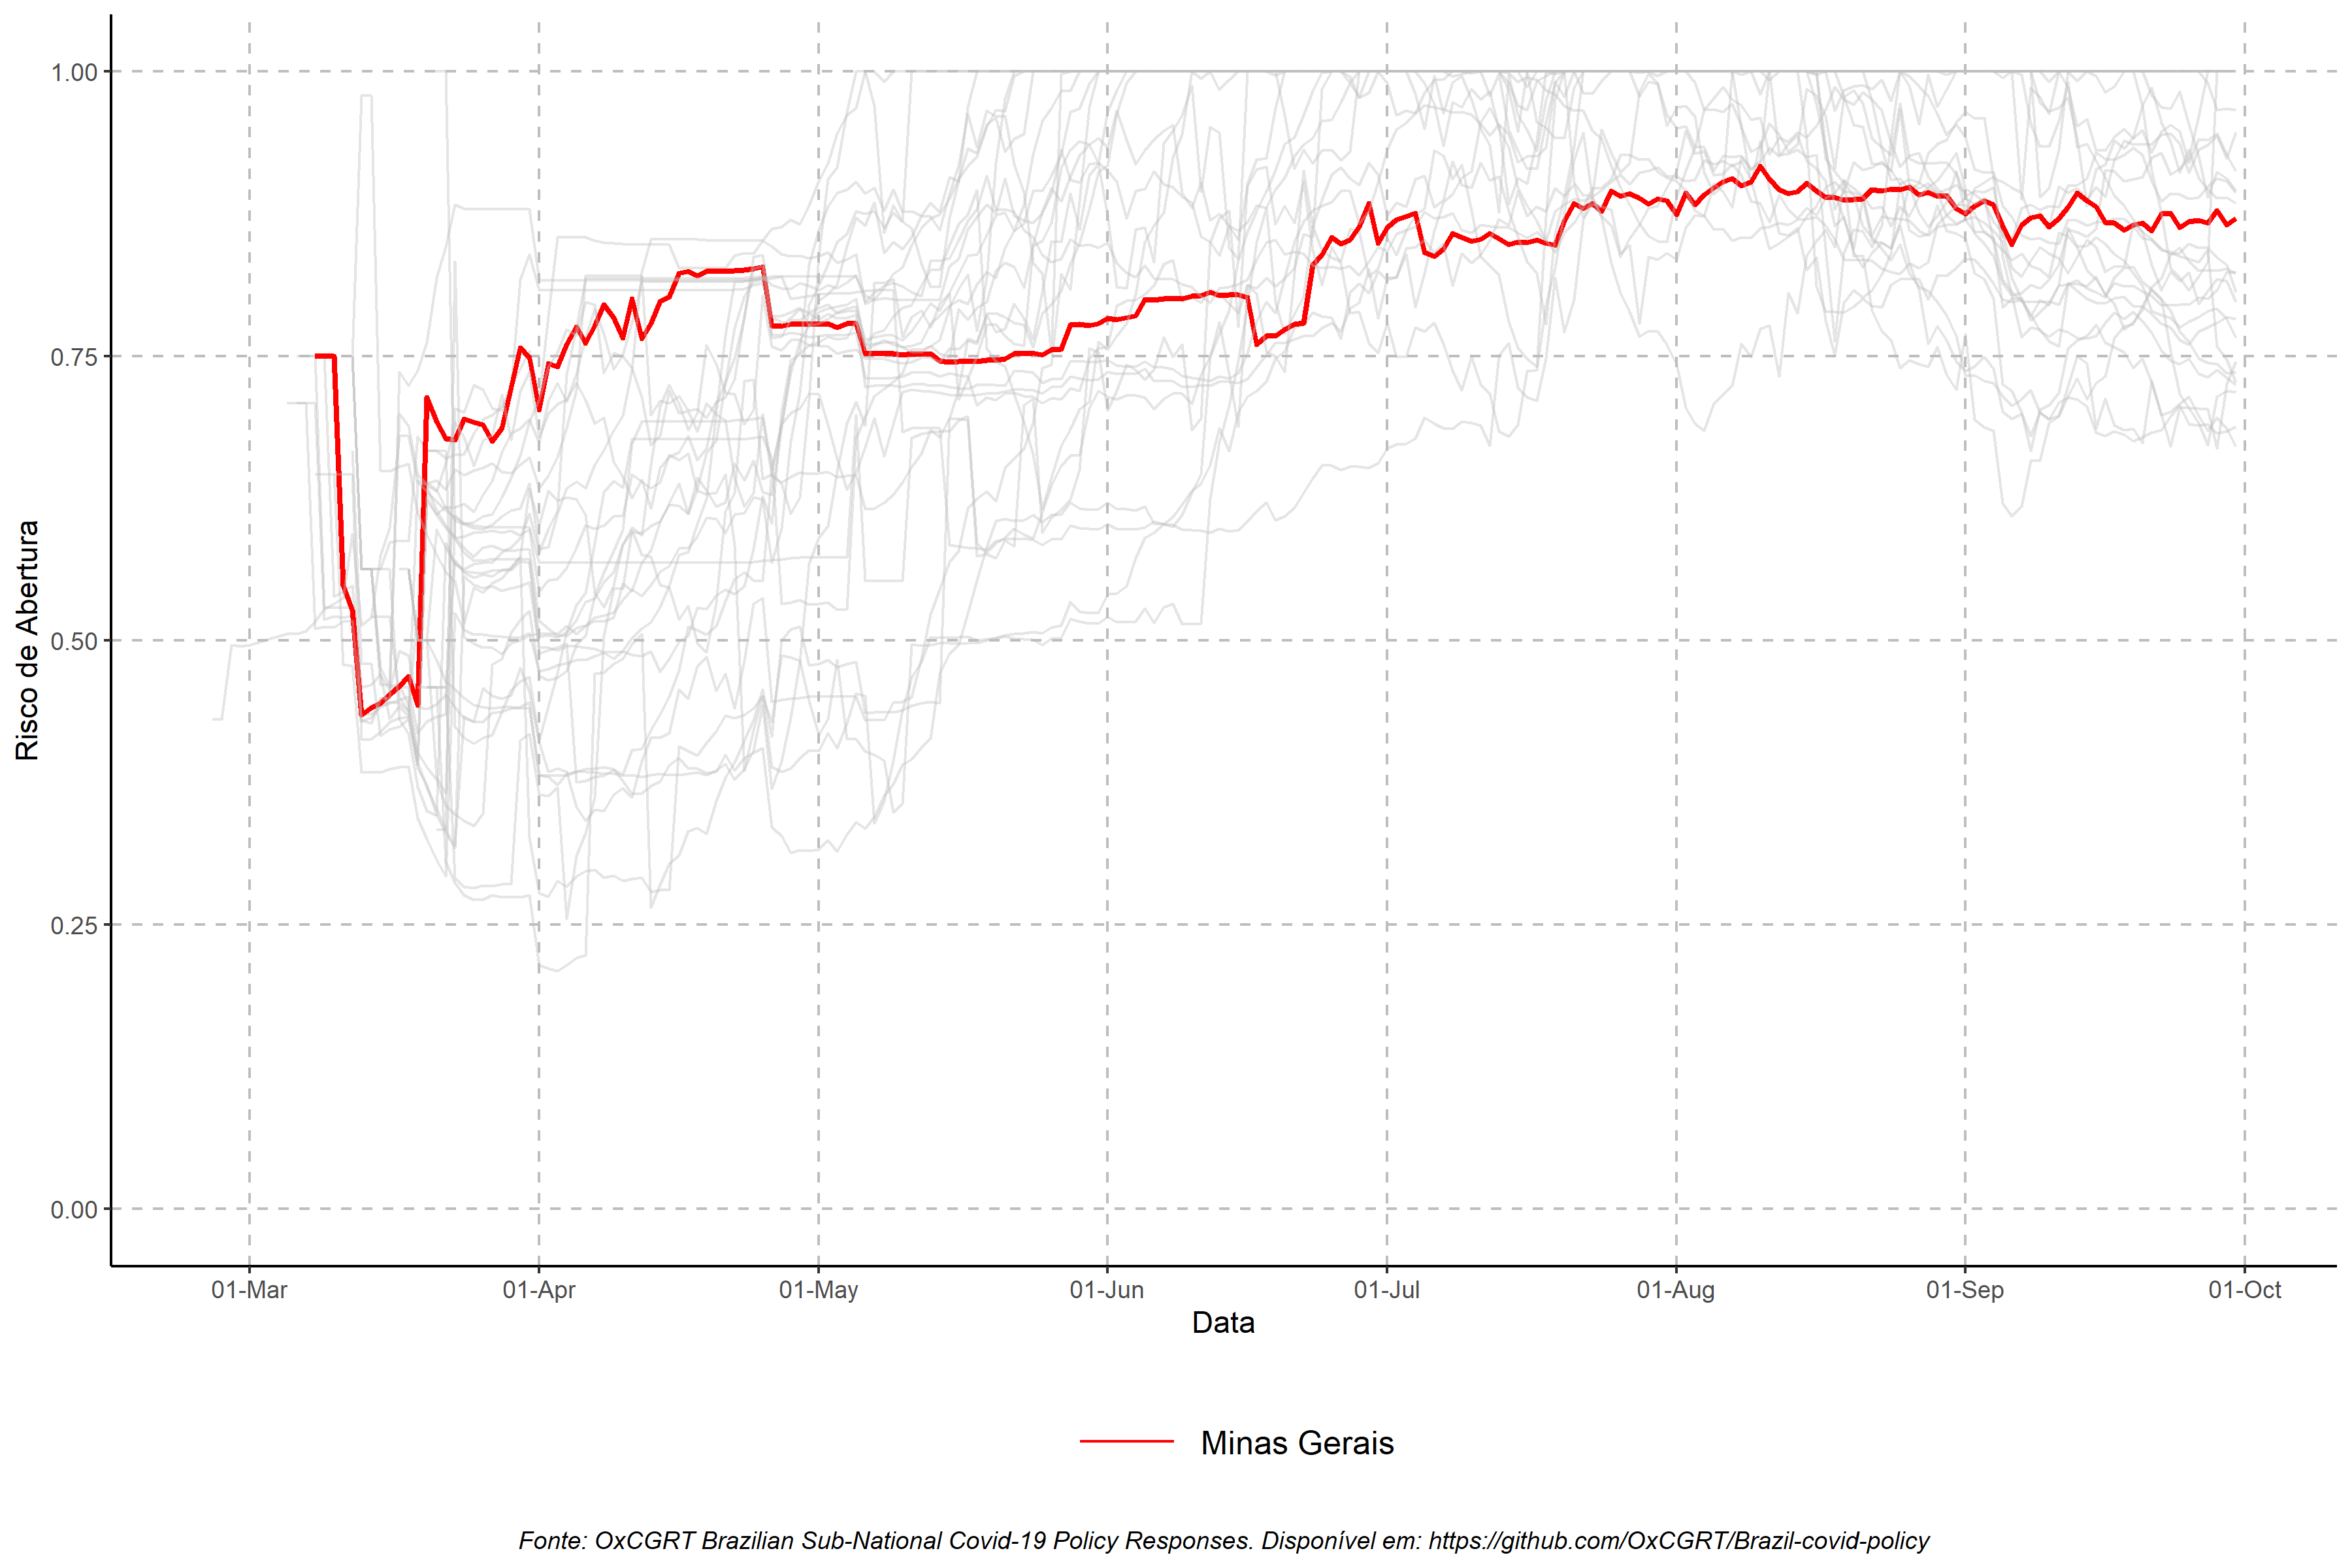 1.00
0.75
0.50
0.25
0.00
Risco de Abertura
01-Mar 01-Apr 01-May 01-Jun 01-Jul 01-Aug 01-Sep 01-Oct
Data
Minas Gerais
Fonte: OxCGRT Brazilian Sub-National Covid-19 Policy Responses. Disponível em: https://github.com/OxCGRT/Brazil-covid-policy